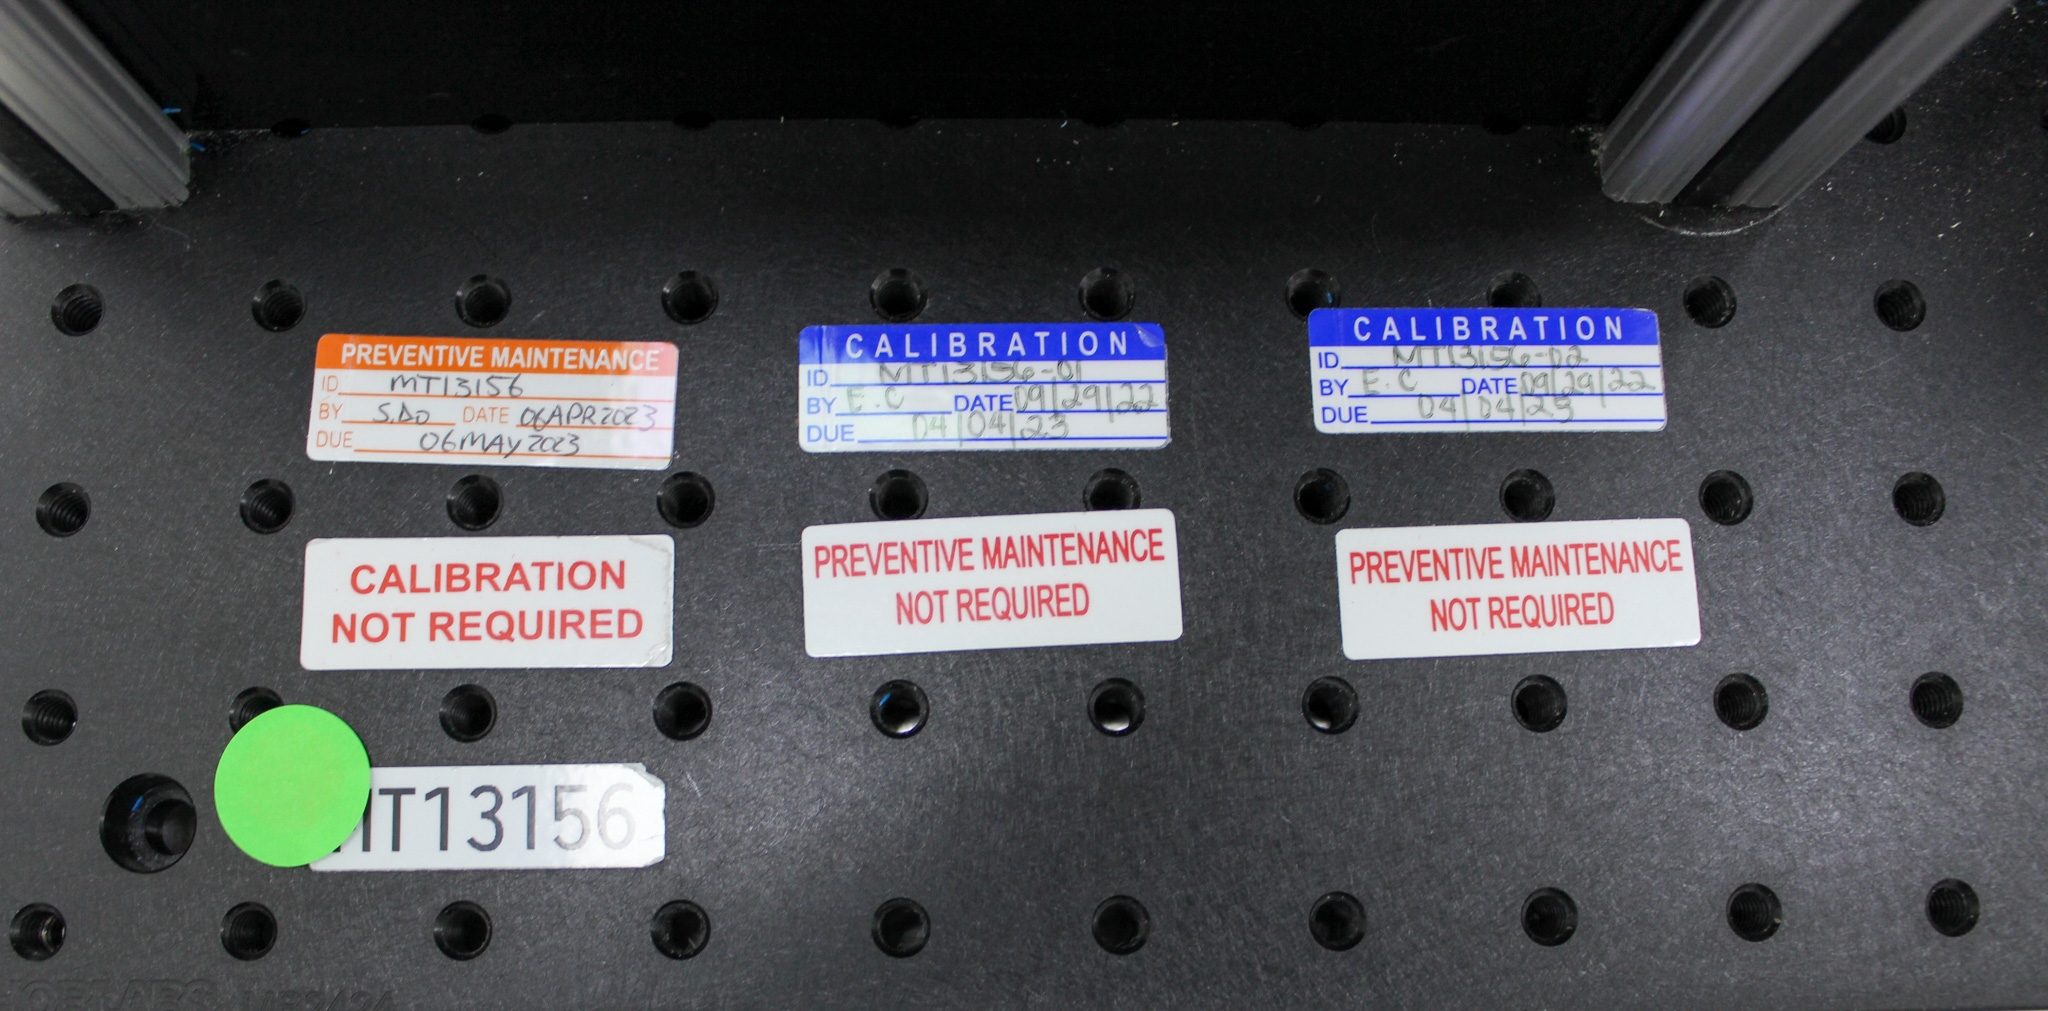 PREVENTIVE MAINTENANCE
ID MT13156
BY S.Do DATE 06APR2023
DUE 06MAY2023
CALIBRATION
ID MT13156-01
BY E.C DATE 09/29/22
DUE 04/04/23
CALIBRATION
ID MT13156-02
BY E.C DATE 09/29/22
DUE 04/04/23
CALIBRATION
NOT REQUIRED
PREVENTIVE MAINTENANCE
NOT REQUIRED
PREVENTIVE MAINTENANCE
NOT REQUIRED
MT13156